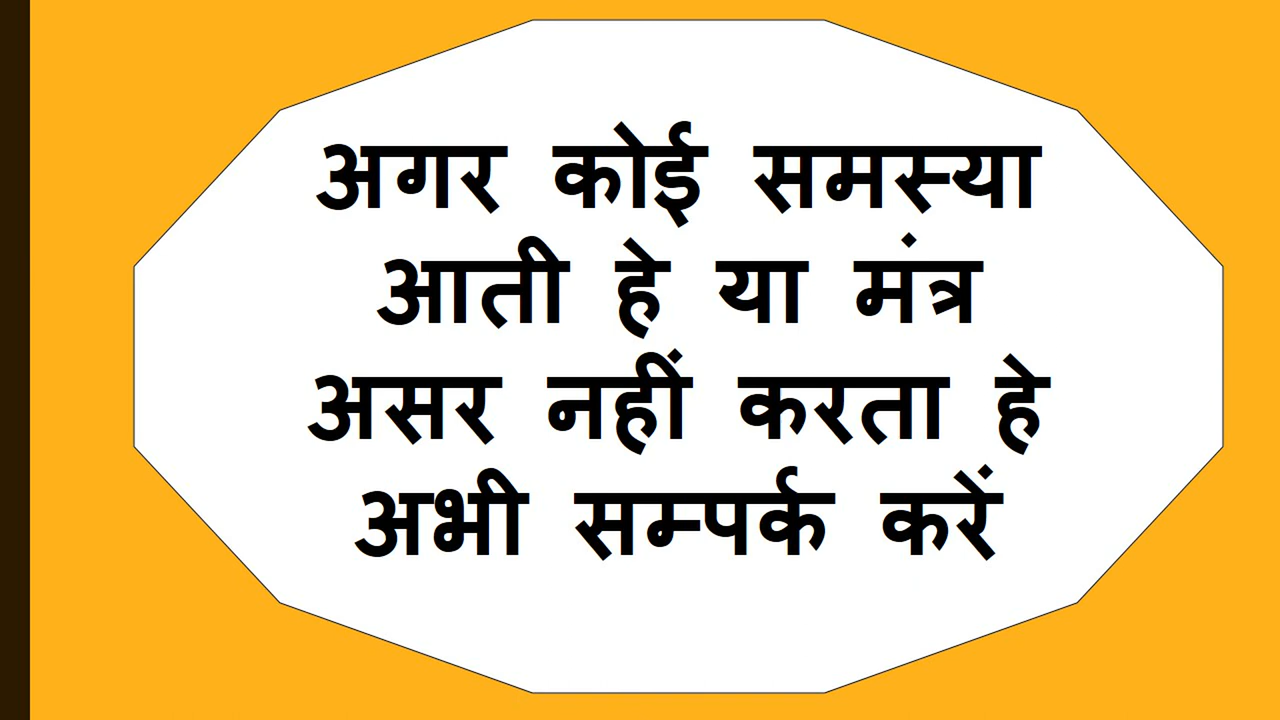 अगर कोई समस्या
आती हे या मंत्र
असर नहीं करता हे
अभी सम्पर्क करें